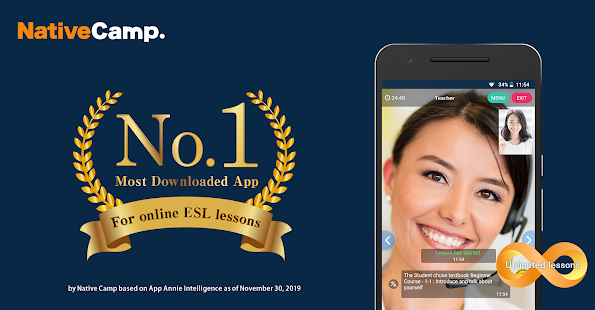 NativeCamp.
No.1
Most Downloaded App
For online ESL lessons
by Native Camp based on App Annie Intelligence as of November 30, 2019
34% 11:54
24:40 Teacher MENU EXIT
Lesson has started.
11:54
The Student chose textbook Beginner
Course - 1-1 : Introduce and talk about
yourself
11:54
Unlimited lessons